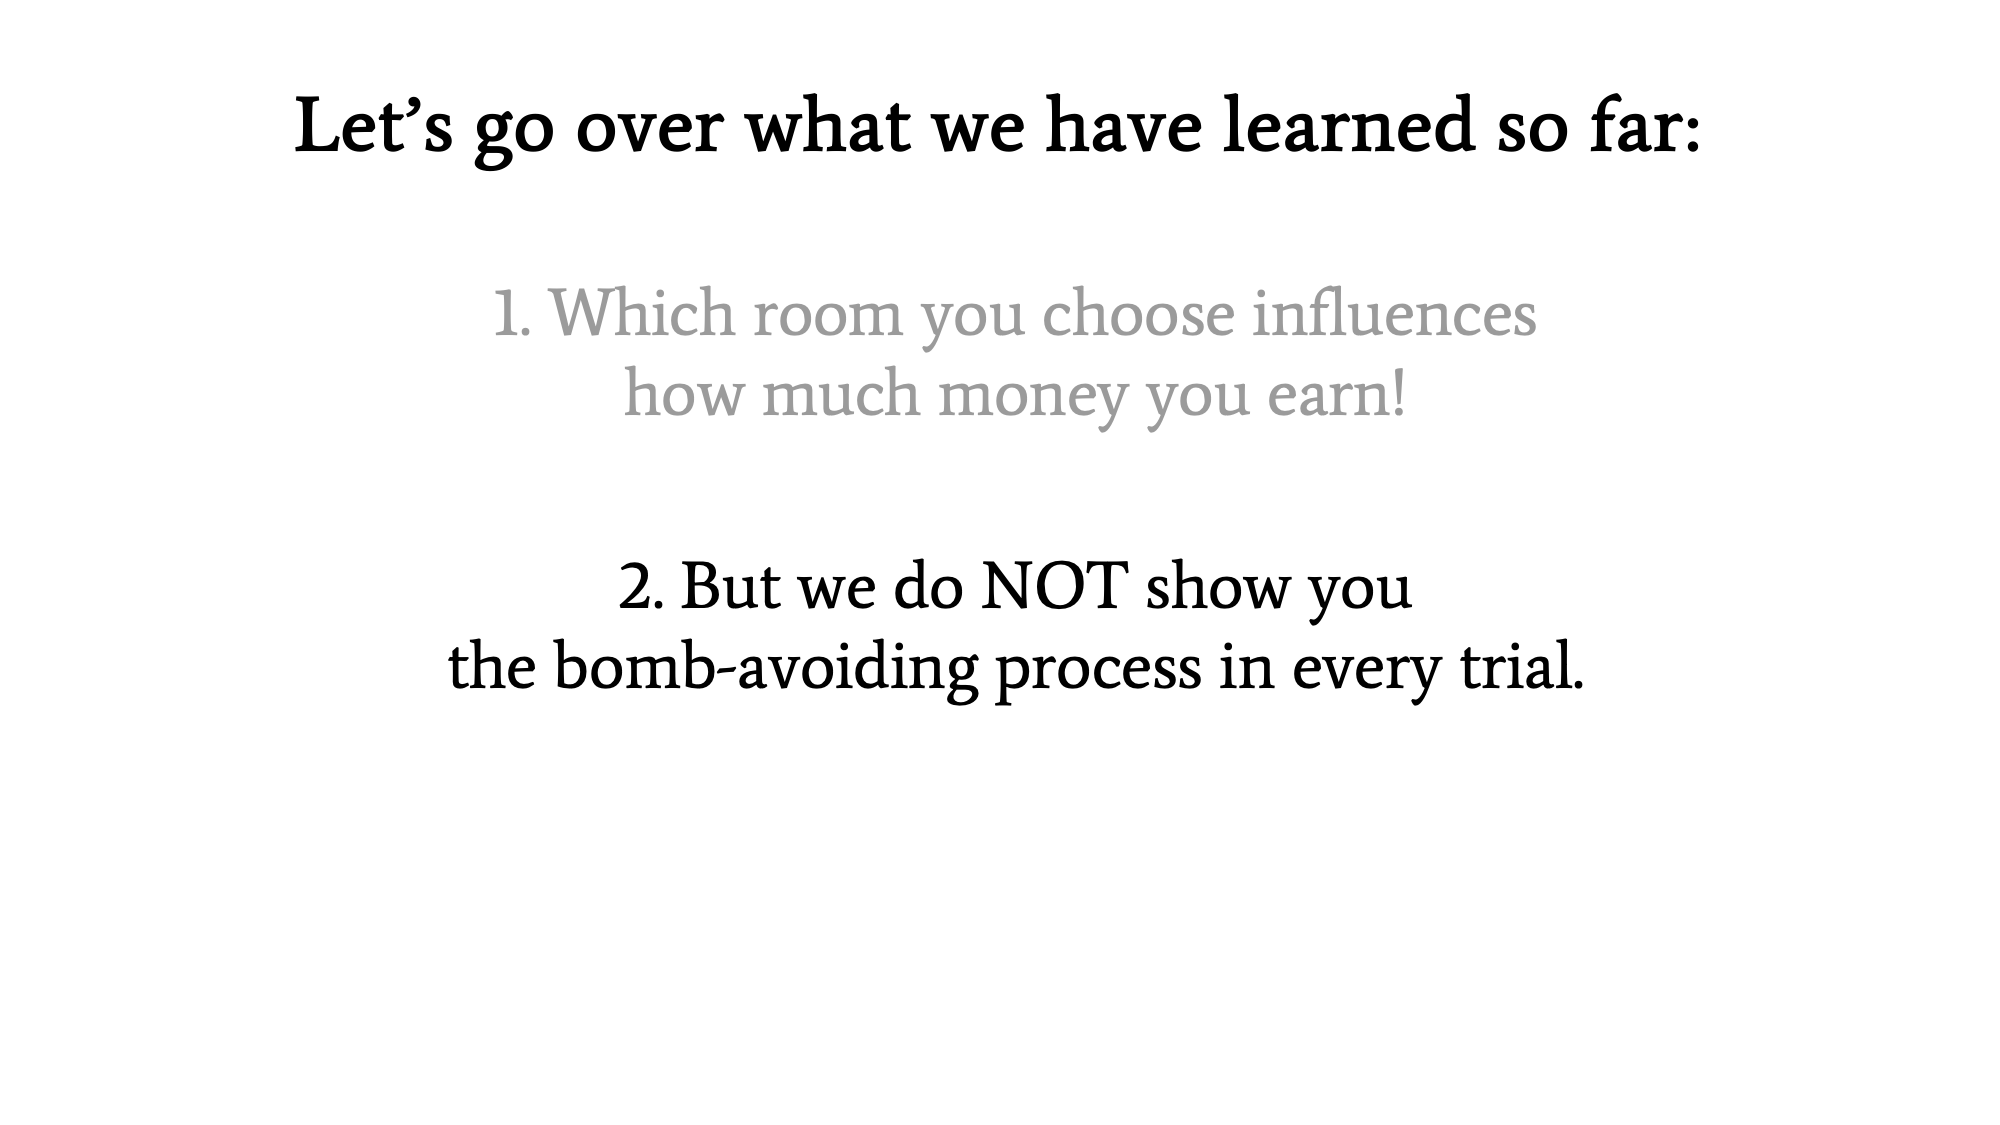 Let’s go over what we have learned so far:
1. Which room you choose influences
how much money you earn!
2. But we do NOT show you
the bomb-avoiding process in every trial.